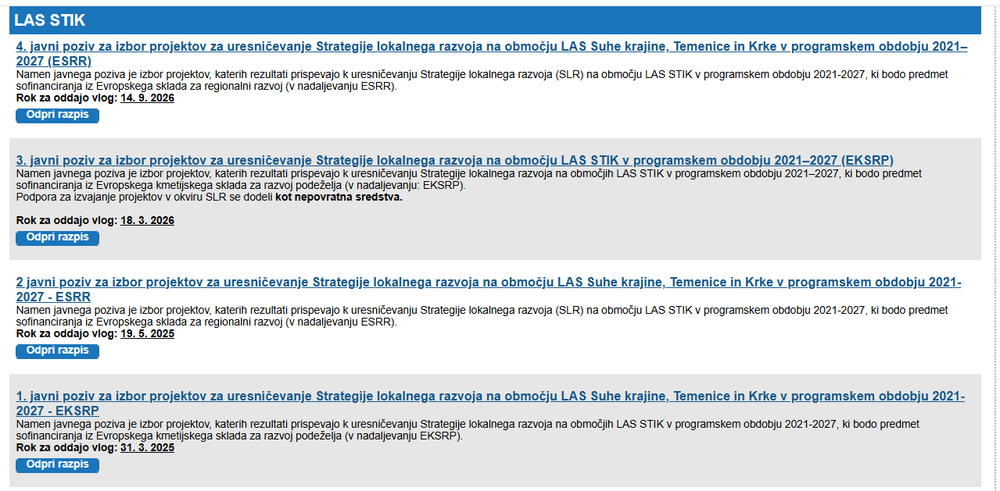 LAS STIK
4. javni poziv za izbor projektov za uresničevanje Strategije lokalnega razvoja na območju LAS Suhe krajine, Temenice in Krke v programskem obdobju 2021–
2027 (ESRR)
Namen javnega poziva je izbor projektov, katerih rezultati prispevajo k uresničevanju Strategije lokalnega razvoja (SLR) na območju LAS STIK v programskem obdobju 2021-2027, ki bodo predmet
sofinanciranja iz Evropskega sklada za regionalni razvoj (v nadaljevanju ESRR).
Rok za oddajo vlog: 14. 9. 2026
Odpri razpis
3. javni poziv za izbor projektov za uresničevanje Strategije lokalnega razvoja na območju LAS STIK v programskem obdobju 2021–2027 (EKSRP)
Namen javnega poziva je izbor projektov, katerih rezultati prispevajo k uresničevanju Strategije lokalnega razvoja na območjih LAS STIK v programskem obdobju 2021–2027, ki bodo predmet
sofinanciranja iz Evropskega kmetijskega sklada za razvoj podeželja (v nadaljevanju: EKSRP).
Podpora za izvajanje projektov v okviru SLR se dodeli kot nepovratna sredstva.
Rok za oddajo vlog: 18. 3. 2026
Odpri razpis
2 javni poziv za izbor projektov za uresničevanje Strategije lokalnega razvoja na območju LAS Suhe krajine, Temenice in Krke v programskem obdobju 2021-
2027 - ESRR
Namen javnega poziva je izbor projektov, katerih rezultati prispevajo k uresničevanju Strategije lokalnega razvoja (SLR) na območju LAS STIK v programskem obdobju 2021-2027, ki bodo predmet
sofinanciranja iz Evropskega sklada za regionalni razvoj (v nadaljevanju ESRR).
Rok za oddajo vlog: 19. 5. 2025
Odpri razpis
1. javni poziv za izbor projektov za uresničevanje Strategije lokalnega razvoja na območju LAS Suhe krajine, Temenice in Krke v programskem obdobju 2021-
2027 - EKSRP
Namen javnega poziva je izbor projektov, katerih rezultati prispevajo k uresničevanju Strategije lokalnega razvoja na območjih LAS STIK v programskem obdobju 2021-2027, ki bodo predmet
sofinanciranja iz Evropskega kmetijskega sklada za razvoj podeželja (v nadaljevanju EKSRP).
Rok za oddajo vlog: 31. 3. 2025
Odpri razpis